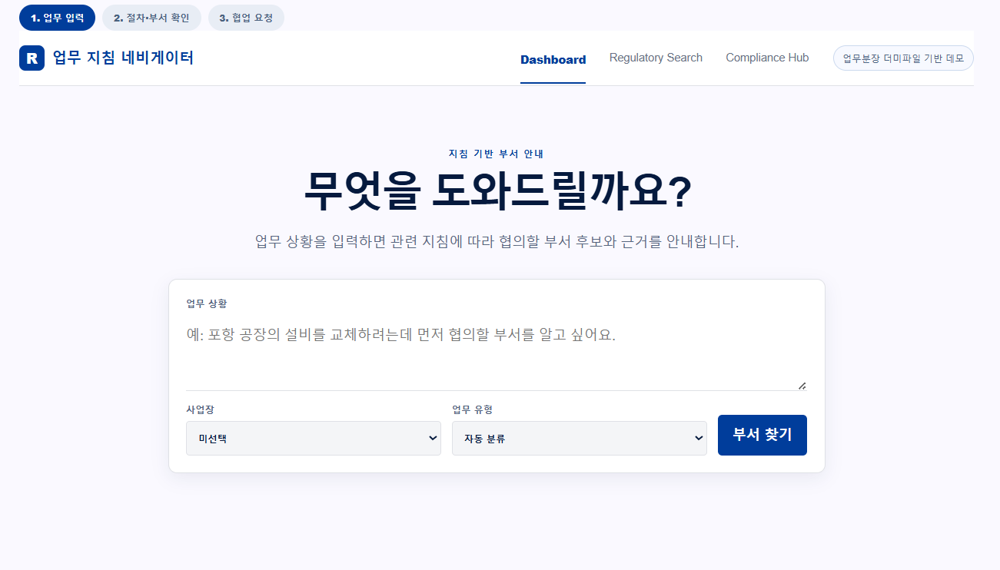 1. 업무 입력 2. 절차·부서 확인 3. 협업 요청
R 업무 지침 네비게이터 Dashboard Regulatory Search Compliance Hub 업무분장 더미파일 기반 데모
지침 기반 부서 안내
무엇을 도와드릴까요?
업무 상황을 입력하면 관련 지침에 따라 협의할 부서 후보와 근거를 안내합니다.
업무 상황
예: 포항 공장의 설비를 교체하려는데 먼저 협의할 부서를 알고 싶어요.
사업장 업무 유형
미선택 자동 분류 부서 찾기